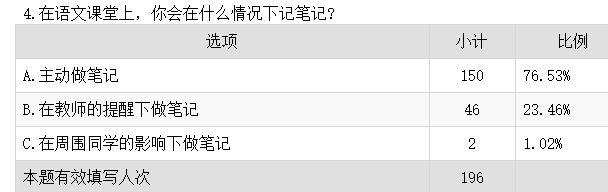 4.在语文课堂上，你会在什么情况下记笔记？
选项 小计 比例
A.主动做笔记 150 76.53%
B.在教师的提醒下做笔记 46 23.46%
C.在周围同学的影响下做笔记 2 1.02%
本题有效填写人次 196